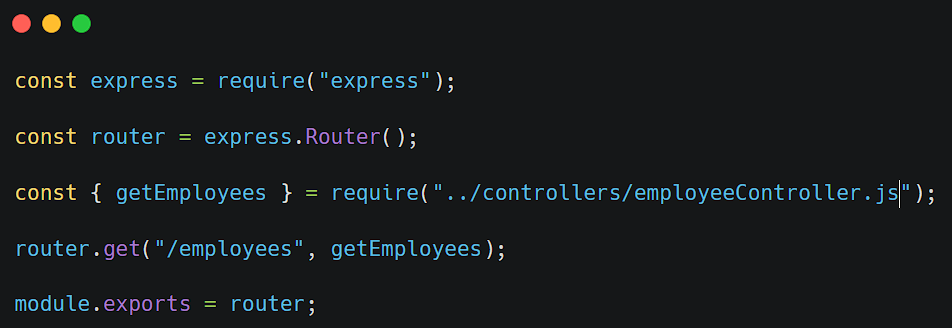 const express = require("express");
const router = express.Router();
const { getEmployees } = require("../controllers/employeeController.js");
router.get("/employees", getEmployees);
module.exports = router;